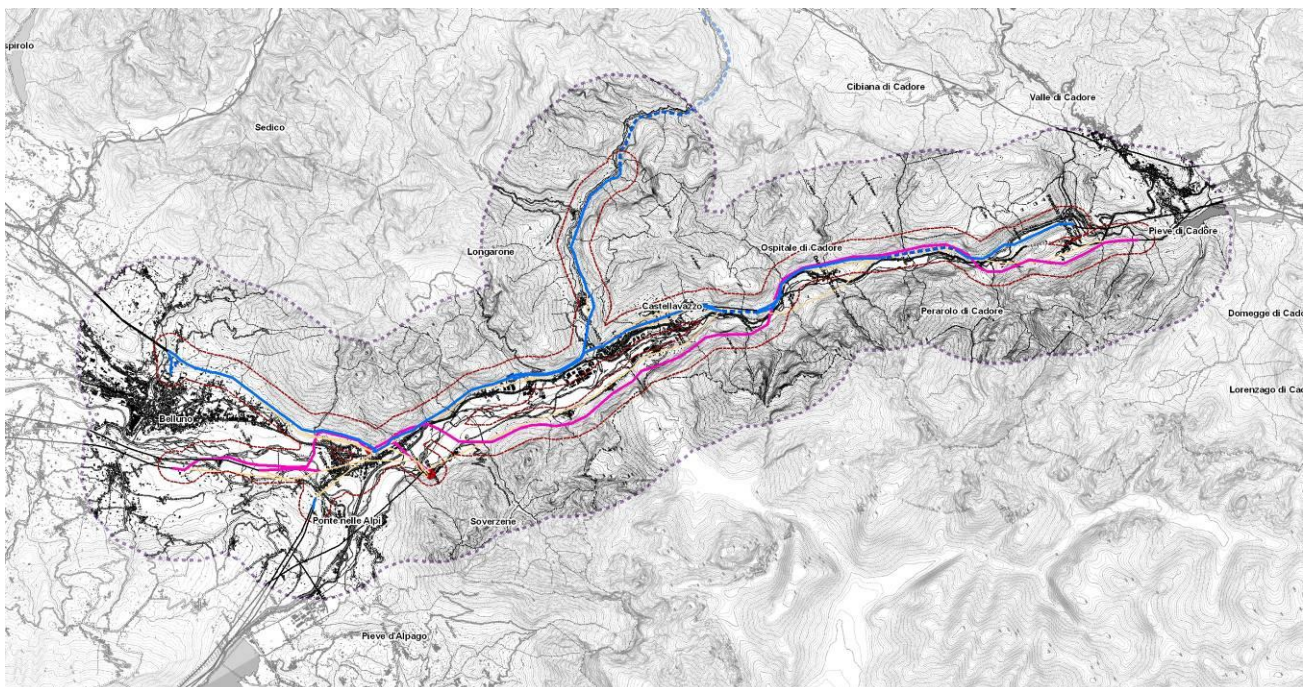 spirolo
Cibiana di Cadore
Valle di Cadore
Sedico
Pieve di Cadore
Ospitale di Cadore
Longarone
Castellavazzo
Perarolo di Cadore
Domegge di Cado
Lorenzago di Cad
Belluno
Ponte nelle Alpi
Soverzene
Pieve d'Alpago